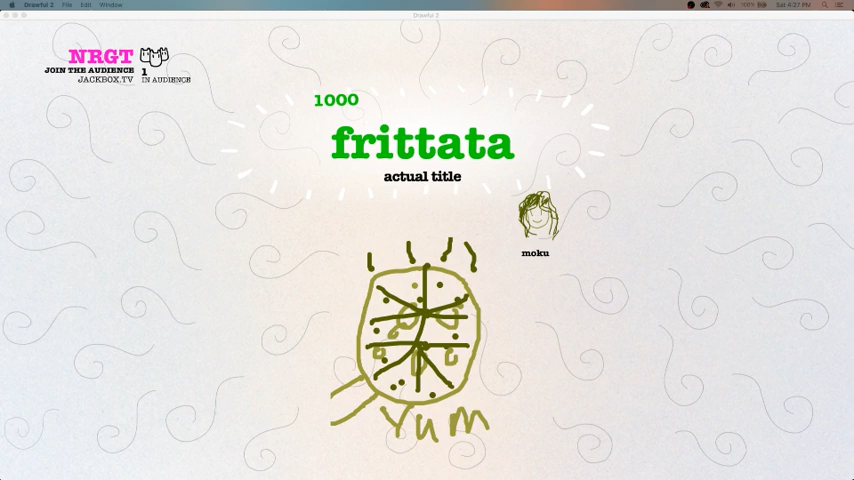 Drawful 2 File Edit Window
Sat 4:27 PM
Drawful 2
NRGT
JOIN THE AUDIENCE
JACKBOX.TV
1
IN AUDIENCE
1000
frittata
actual title
moku
Yum